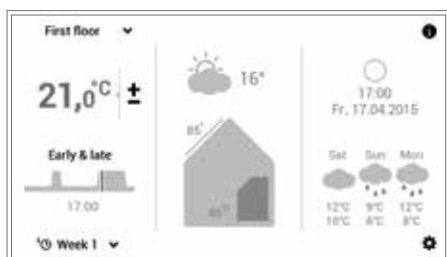 First floor
21,0°C ±
Early & late
17:00
Week 1
16°
85°
17:00
Fr, 17.04.2015
Sat Sun Mon
12°C 9°C 12°C
10°C 6°C 8°C